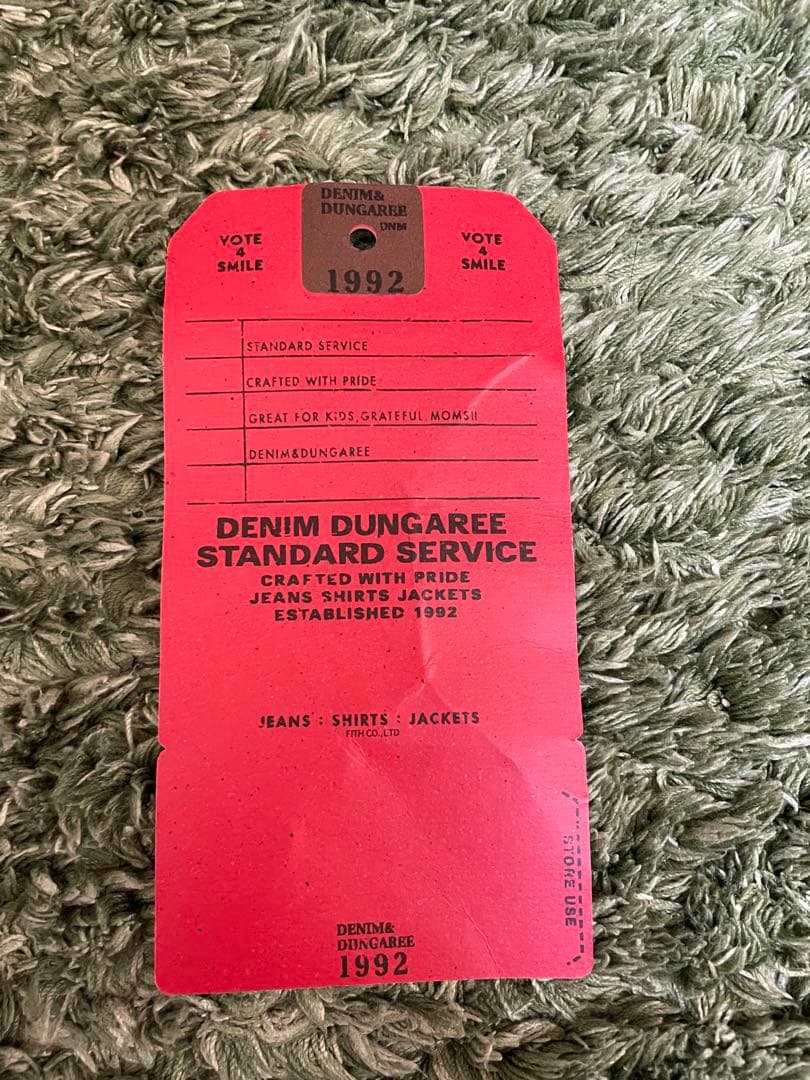 DENIM&
DUNGAREE
DNM
1992
VOTE
4
SMILE
VOTE
4
SMILE
STANDARD SERVICE
CRAFTED WITH PRIDE
GREAT FOR KIDS,GRATEFUL MOMS!!
DENIM&DUNGAREE
DENIM DUNGAREE
STANDARD SERVICE
CRAFTED WITH PRIDE
JEANS SHIRTS JACKETS
ESTABLISHED 1992
JEANS : SHIRTS : JACKETS
FITH CO.,LTD
STORE USE
DENIM&
DUNGAREE
1992